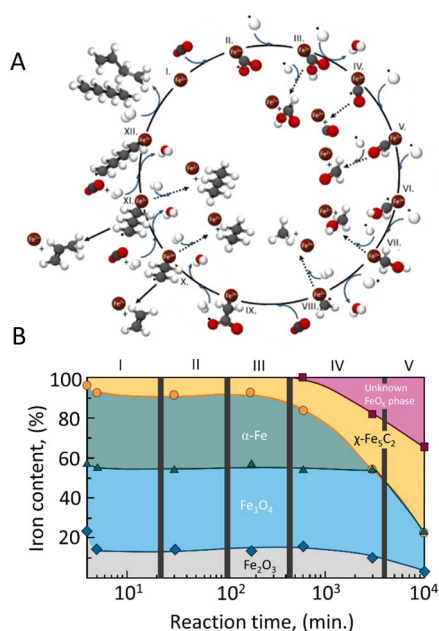 A
I.
II.
III.
IV.
V.
VI.
VII.
VIII.
IX.
X.
XI.
XII.
B
I II III IV V
Iron content, (%)
100
80
60
40
20
Unknown
FeOₓ phase
χ-Fe₅C₂
α-Fe
Fe₃O₄
Fe₂O₃
10¹ 10² 10³ 10⁴
Reaction time, (min.)